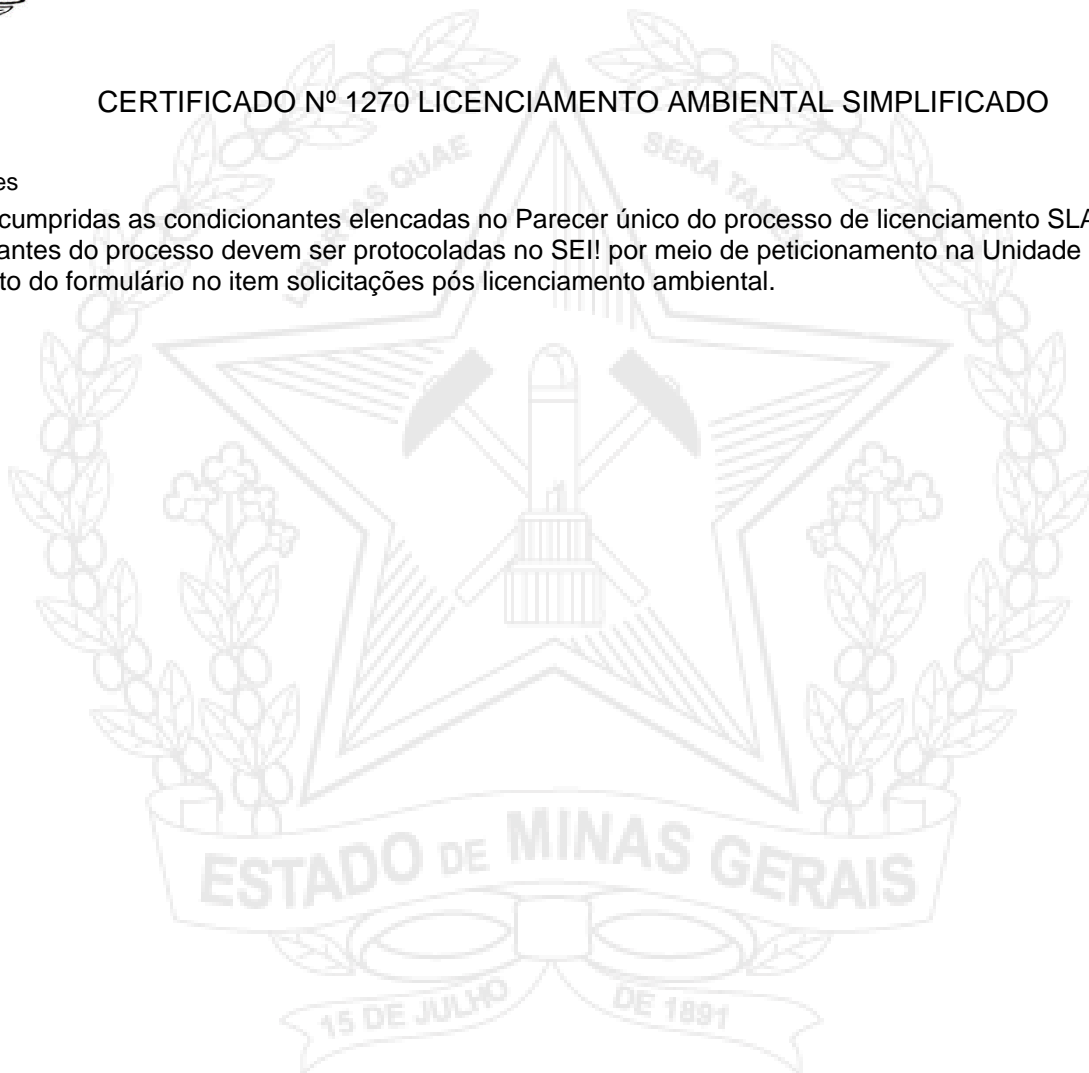 CERTIFICADO Nº 1270 LICENCIAMENTO AMBIENTAL SIMPLIFICADO
es
cumpridas as condicionantes elencadas no Parecer único do processo de licenciamento SLA
antes do processo devem ser protocoladas no SEI! por meio de peticionamento na Unidade
to do formulário no item solicitações pós licenciamento ambiental.
QUAE SERA TAMEN
ESTADO DE MINAS GERAIS
15 DE JULHO DE 1891